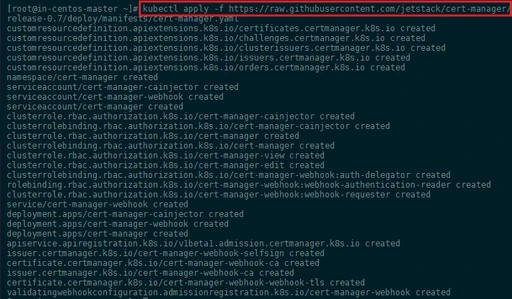 [root@in-centos-master ~]# kubectl apply -f https://raw.githubusercontent.com/jetstack/cert-manager/
release-0.7/deploy/manifests/cert-manager.yaml
customresourcedefinition.apiextensions.k8s.io/certificates.certmanager.k8s.io created
customresourcedefinition.apiextensions.k8s.io/challenges.certmanager.k8s.io created
customresourcedefinition.apiextensions.k8s.io/clusterissuers.certmanager.k8s.io created
customresourcedefinition.apiextensions.k8s.io/issuers.certmanager.k8s.io created
customresourcedefinition.apiextensions.k8s.io/orders.certmanager.k8s.io created
namespace/cert-manager created
serviceaccount/cert-manager-cainjector created
serviceaccount/cert-manager-webhook created
serviceaccount/cert-manager created
clusterrole.rbac.authorization.k8s.io/cert-manager-cainjector created
clusterrolebinding.rbac.authorization.k8s.io/cert-manager-cainjector created
clusterrole.rbac.authorization.k8s.io/cert-manager created
clusterrolebinding.rbac.authorization.k8s.io/cert-manager created
clusterrole.rbac.authorization.k8s.io/cert-manager-view created
clusterrole.rbac.authorization.k8s.io/cert-manager-edit created
clusterrolebinding.rbac.authorization.k8s.io/cert-manager-webhook:auth-delegator created
rolebinding.rbac.authorization.k8s.io/cert-manager-webhook:webhook-authentication-reader created
clusterrole.rbac.authorization.k8s.io/cert-manager-webhook:webhook-requester created
service/cert-manager-webhook created
deployment.apps/cert-manager-cainjector created
deployment.apps/cert-manager-webhook created
deployment.apps/cert-manager created
apiservice.apiregistration.k8s.io/v1beta1.admission.certmanager.k8s.io created
issuer.certmanager.k8s.io/cert-manager-webhook-selfsign created
certificate.certmanager.k8s.io/cert-manager-webhook-ca created
issuer.certmanager.k8s.io/cert-manager-webhook-ca created
certificate.certmanager.k8s.io/cert-manager-webhook-webhook-tls created
validatingwebhookconfiguration.admissionregistration.k8s.io/cert-manager-webhook created